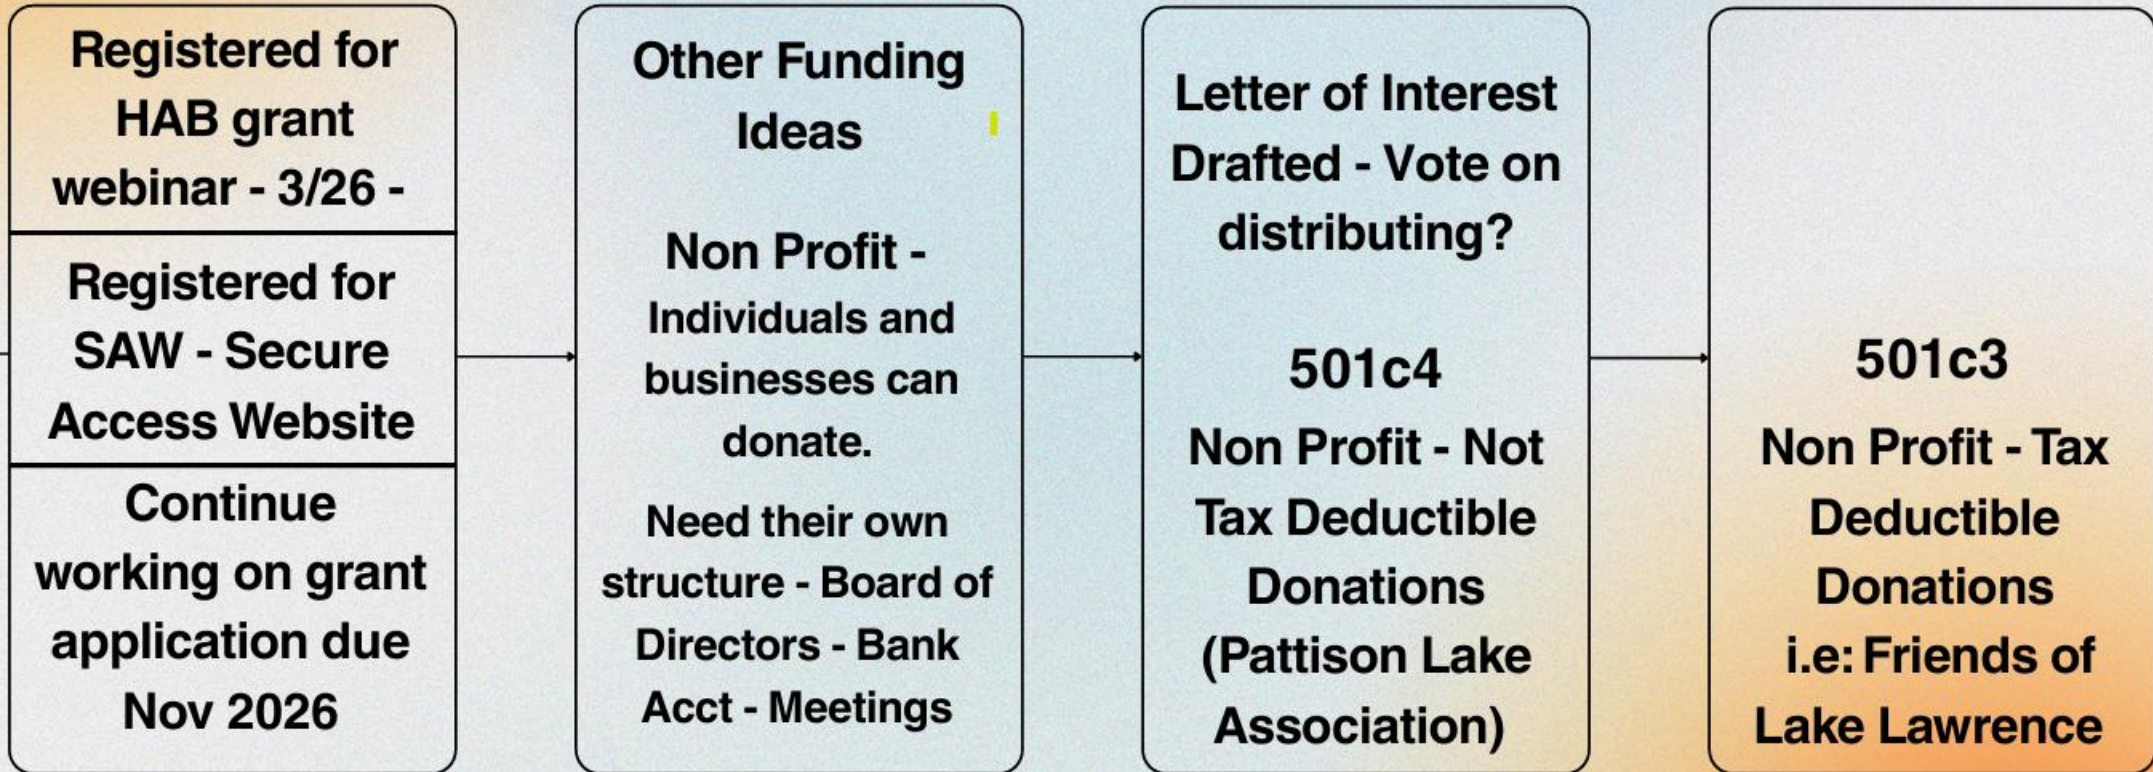 Registered for
HAB grant
webinar - 3/26 -
Registered for
SAW - Secure
Access Website
Continue
working on grant
application due
Nov 2026
Other Funding
Ideas
Non Profit -
Individuals and
businesses can
donate.
Need their own
structure - Board of
Directors - Bank
Acct - Meetings
Letter of Interest
Drafted - Vote on
distributing?
501c4
Non Profit - Not
Tax Deductible
Donations
(Pattison Lake
Association)
501c3
Non Profit - Tax
Deductible
Donations
i.e: Friends of
Lake Lawrence